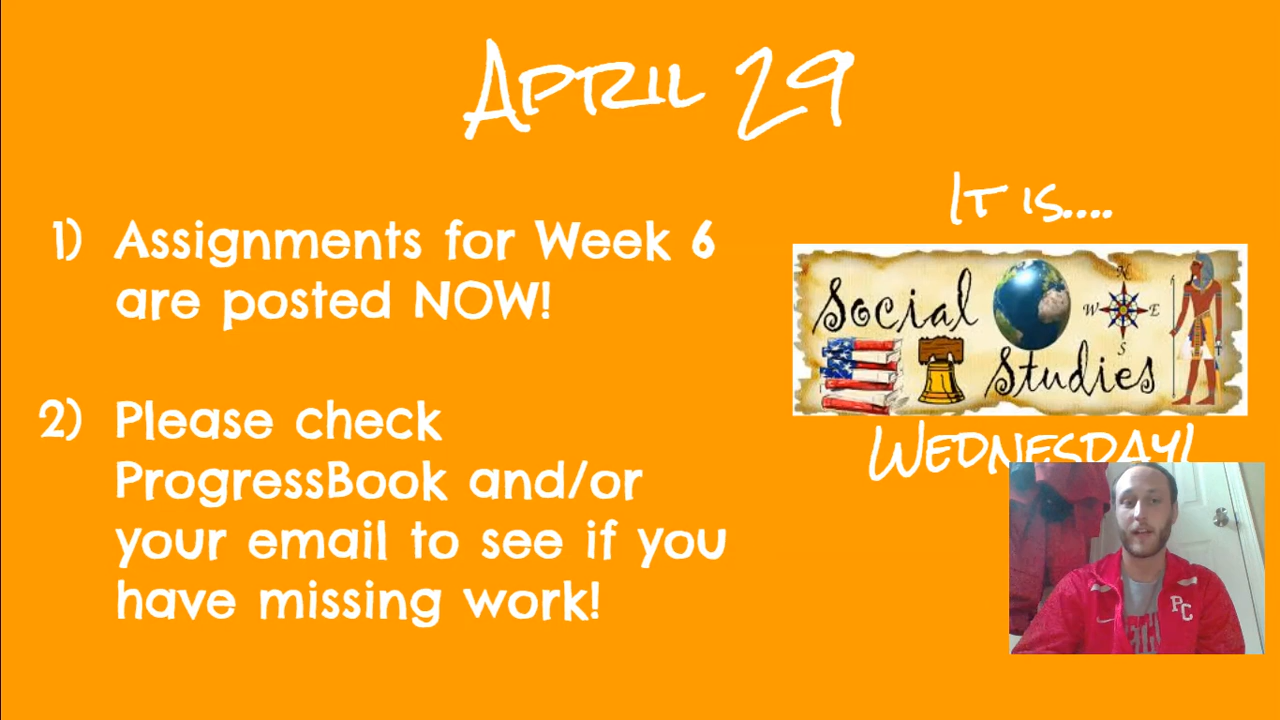 April 29
1) Assignments for Week 6
are posted NOW!
2) Please check
ProgressBook and/or
your email to see if you
have missing work!
It is....
Social
Studies
N
W E
S
Wednesday!
PC